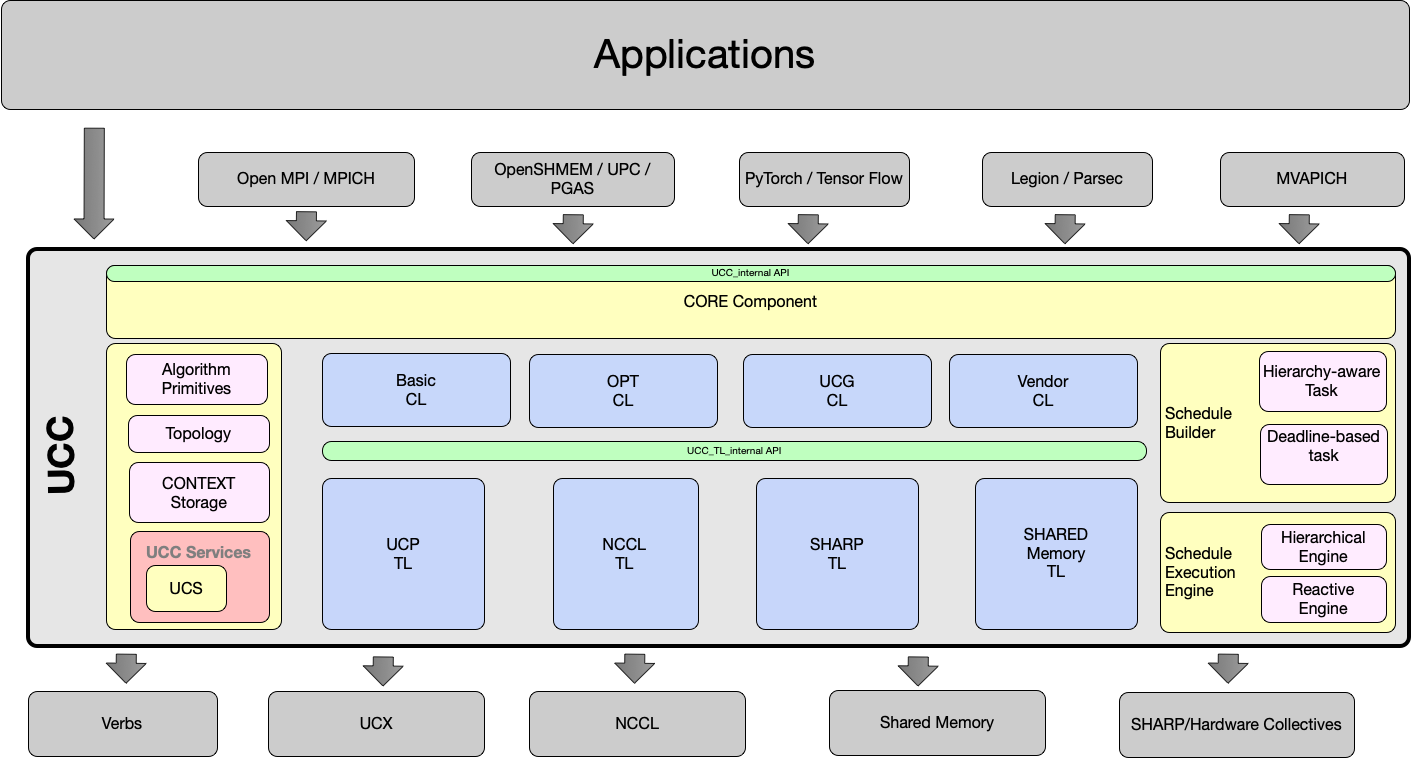 Applications
Open MPI / MPICH
OpenSHMEM / UPC /
PGAS
PyTorch / Tensor Flow
Legion / Parsec
MVAPICH
UCC
UCC_internal API
CORE Component
Algorithm
Primitives
Topology
CONTEXT
Storage
UCC Services
UCS
Basic
CL
OPT
CL
UCG
CL
Vendor
CL
UCC_TL_internal API
UCP
TL
NCCL
TL
SHARP
TL
SHARED
Memory
TL
Schedule
Builder
Hierarchy-aware
Task
Deadline-based
task
Schedule
Execution
Engine
Hierarchical
Engine
Reactive
Engine
Verbs
UCX
NCCL
Shared Memory
SHARP/Hardware Collectives